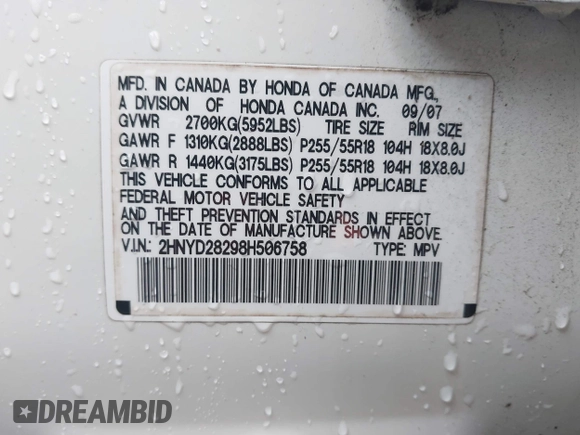 MFD. IN CANADA BY HONDA OF CANADA MFG.,
A DIVISION OF HONDA CANADA INC. 09/07
GVWR 2700KG(5952LBS) TIRE SIZE RIM SIZE
GAWR F 1310KG(2888LBS) P255/55R18 104H 18X8.0J
GAWR R 1440KG(3175LBS) P255/55R18 104H 18X8.0J
THIS VEHICLE CONFORMS TO ALL APPLICABLE
FEDERAL MOTOR VEHICLE SAFETY
AND THEFT PREVENTION STANDARDS IN EFFECT
ON THE DATE OF MANUFACTURE SHOWN ABOVE.
V.I.N.: 2HNYD28298H506758 TYPE: MPV
DREAMBID